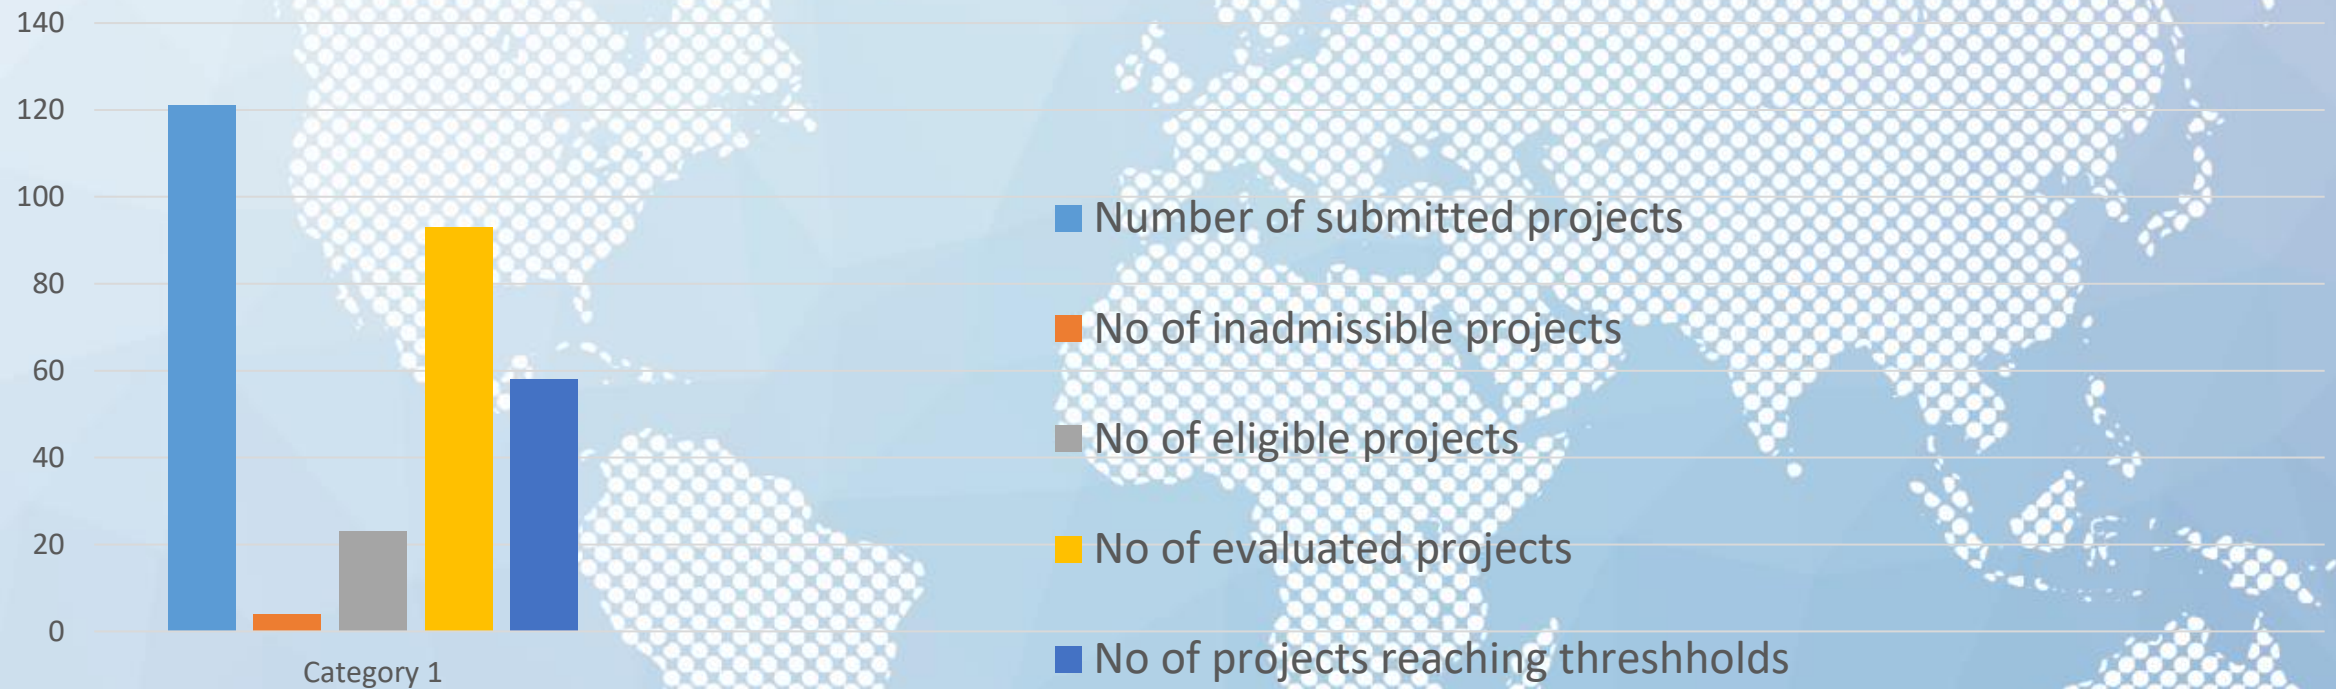 140
120
100
80
60
40
20
0
Category 1
Number of submitted projects
No of inadmissible projects
No of eligible projects
No of evaluated projects
No of projects reaching threshholds